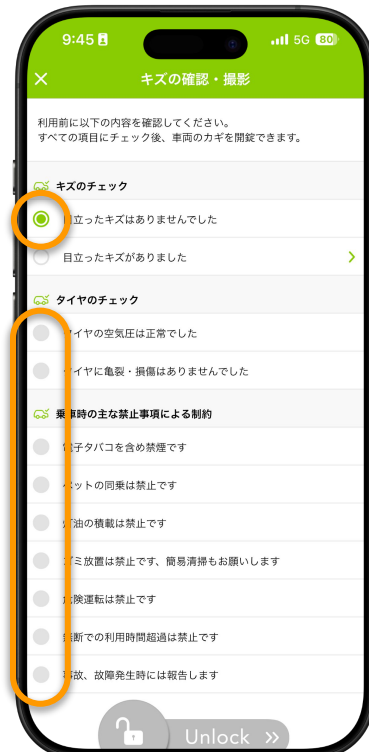 9:45
5G 80
キズの確認・撮影
利用前に以下の内容を確認してください。
すべての項目にチェック後、車両のカギを開錠できます。
キズのチェック
目立ったキズはありませんでした
目立ったキズがありました
タイヤのチェック
タイヤの空気圧は正常でした
タイヤに亀裂・損傷はありませんでした
乗車時の主な禁止事項による制約
電子タバコを含め禁煙です
ペットの同乗は禁止です
灯油の積載は禁止です
ゴミ放置は禁止です、簡易清掃もお願いします
危険運転は禁止です
無断での利用時間超過は禁止です
事故、故障発生時には報告します
Unlock »